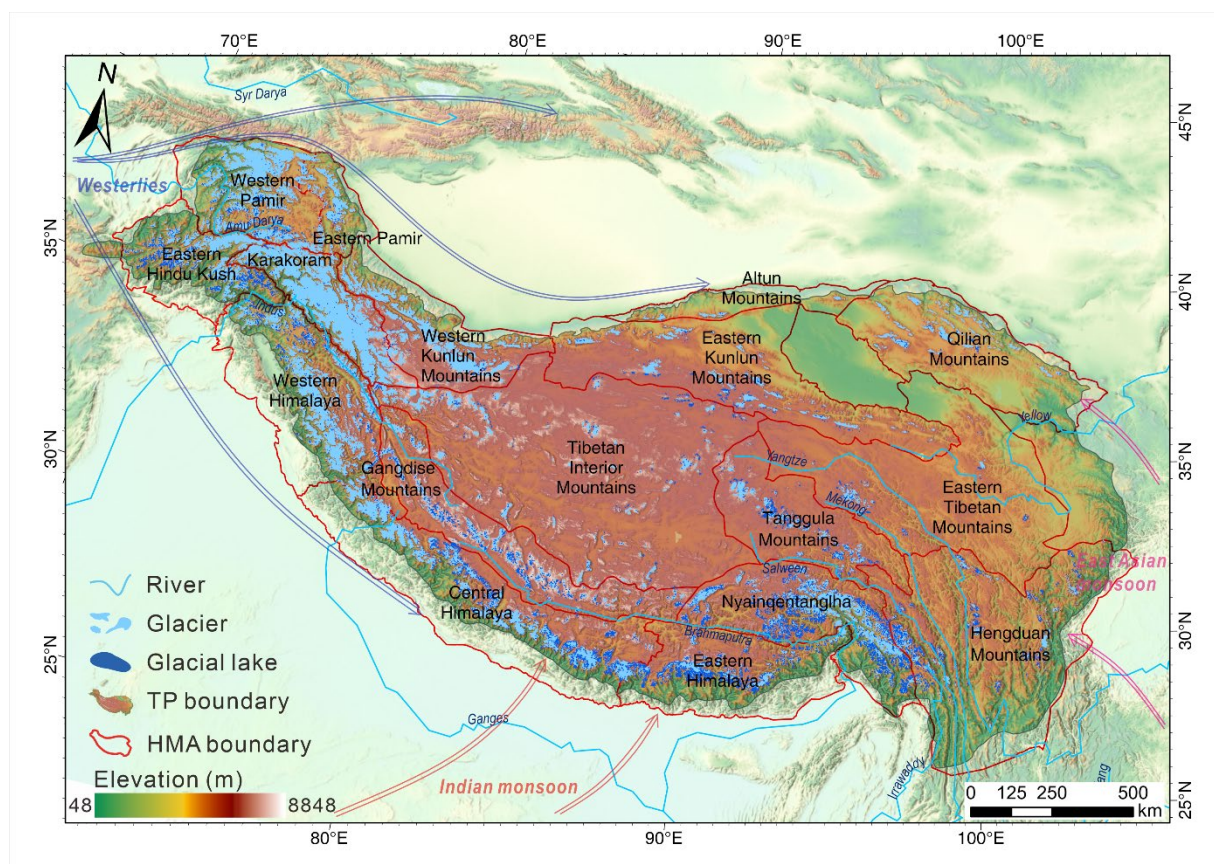 70°E
80°E
90°E
100°E
N
Syr Darya
45°N
Westerlies
Western
Pamir
Amu Darya
35°N
Eastern Pamir
Eastern
Hindu Kush
Karakoram
Altun
Mountains
40°N
Indus
Western
Kunlun
Mountains
Eastern
Kunlun
Mountains
Qilian
Mountains
Western
Himalaya
Yellow
30°N
Gangdise
Mountains
Tibetan
Interior
Mountains
Yangtze
35°N
Eastern
Tibetan
Mountains
Mekong
Tanggula
Mountains
Salween
East Asian
monsoon
River
Central
Himalaya
Nyainqentanglha
Glacier
Brahmaputra
Hengduan
Mountains
30°N
25°N
Glacial lake
Eastern
Himalaya
TP boundary
Ganges
HMA boundary
Indian monsoon
Irrawaddy
ang
Elevation (m)
48
8848
0 125 250 500
km
25°N
80°E
90°E
100°E